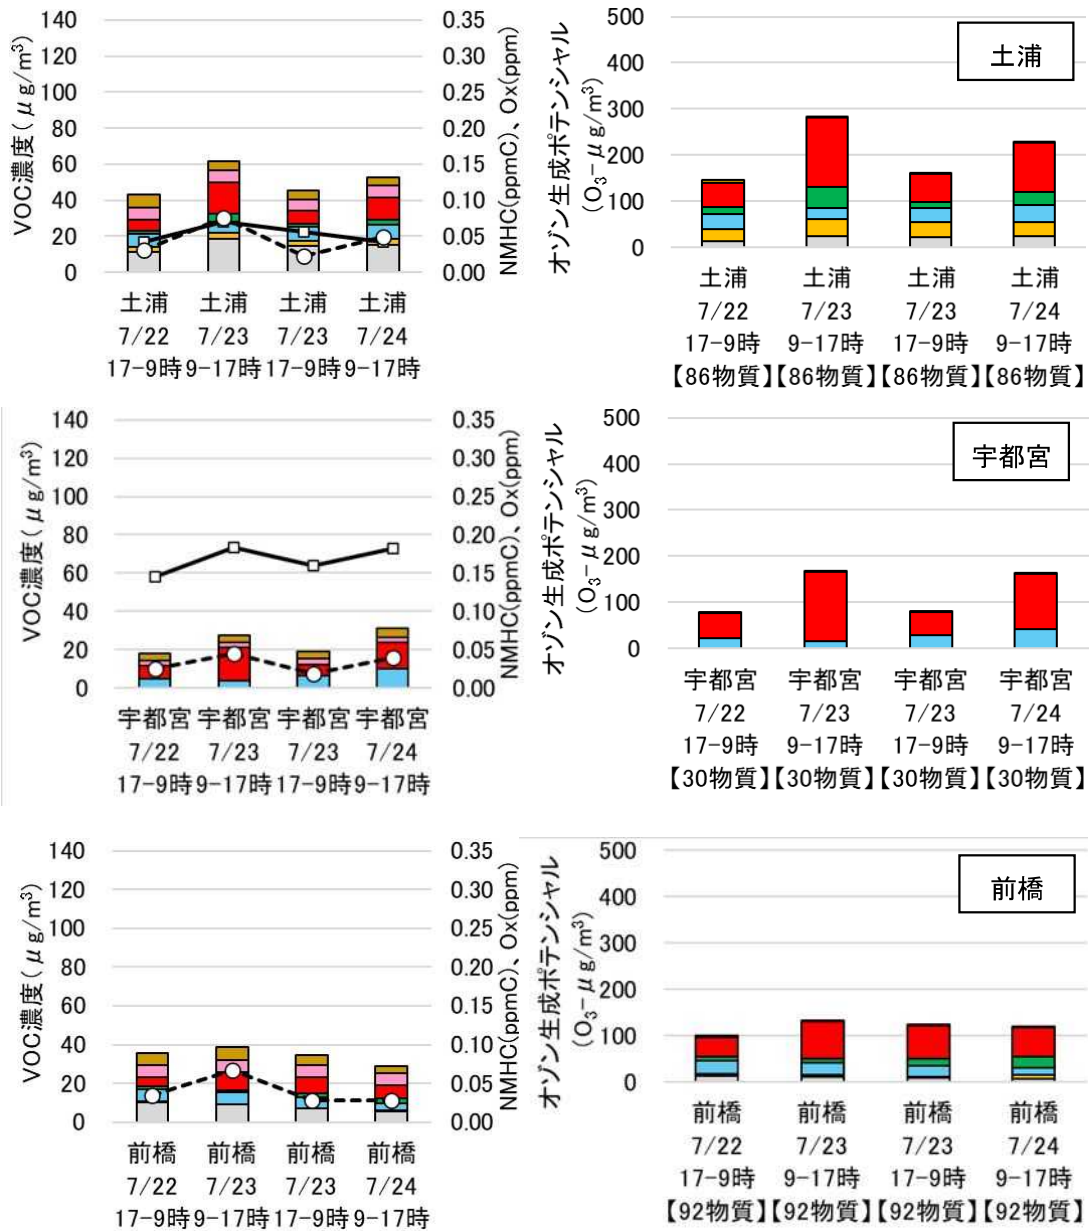 VOC濃度(μg/m³)
140
120
100
80
60
40
20
0
0.35
0.30
0.25
0.20
0.15
0.10
0.05
0.00
NMHC(ppmC)、Ox(ppm)
土浦 土浦 土浦 土浦
7/22 7/23 7/23 7/24
17-9時 9-17時 17-9時 9-17時
オゾン生成ポテンシャル
(O₃-μg/m³)
500
400
300
200
100
0
土浦
土浦 土浦 土浦 土浦
7/22 7/23 7/23 7/24
17-9時 9-17時 17-9時 9-17時
【86物質】【86物質】【86物質】【86物質】
VOC濃度(μg/m³)
140
120
100
80
60
40
20
0
0.35
0.30
0.25
0.20
0.15
0.10
0.05
0.00
NMHC(ppmC)、Ox(ppm)
宇都宮 宇都宮 宇都宮 宇都宮
7/22 7/23 7/23 7/24
17-9時 9-17時 17-9時 9-17時
オゾン生成ポテンシャル
(O₃-μg/m³)
500
400
300
200
100
0
宇都宮
宇都宮 宇都宮 宇都宮 宇都宮
7/22 7/23 7/23 7/24
17-9時 9-17時 17-9時 9-17時
【30物質】【30物質】【30物質】【30物質】
VOC濃度(μg/m³)
140
120
100
80
60
40
20
0
0.35
0.30
0.25
0.20
0.15
0.10
0.05
0.00
NMHC(ppmC)、Ox(ppm)
前橋 前橋 前橋 前橋
7/22 7/23 7/23 7/24
17-9時 9-17時 17-9時 9-17時
オゾン生成ポテンシャル
(O₃-μg/m³)
500
400
300
200
100
0
前橋
前橋 前橋 前橋 前橋
7/22 7/23 7/23 7/24
17-9時 9-17時 17-9時 9-17時
【92物質】【92物質】【92物質】【92物質】